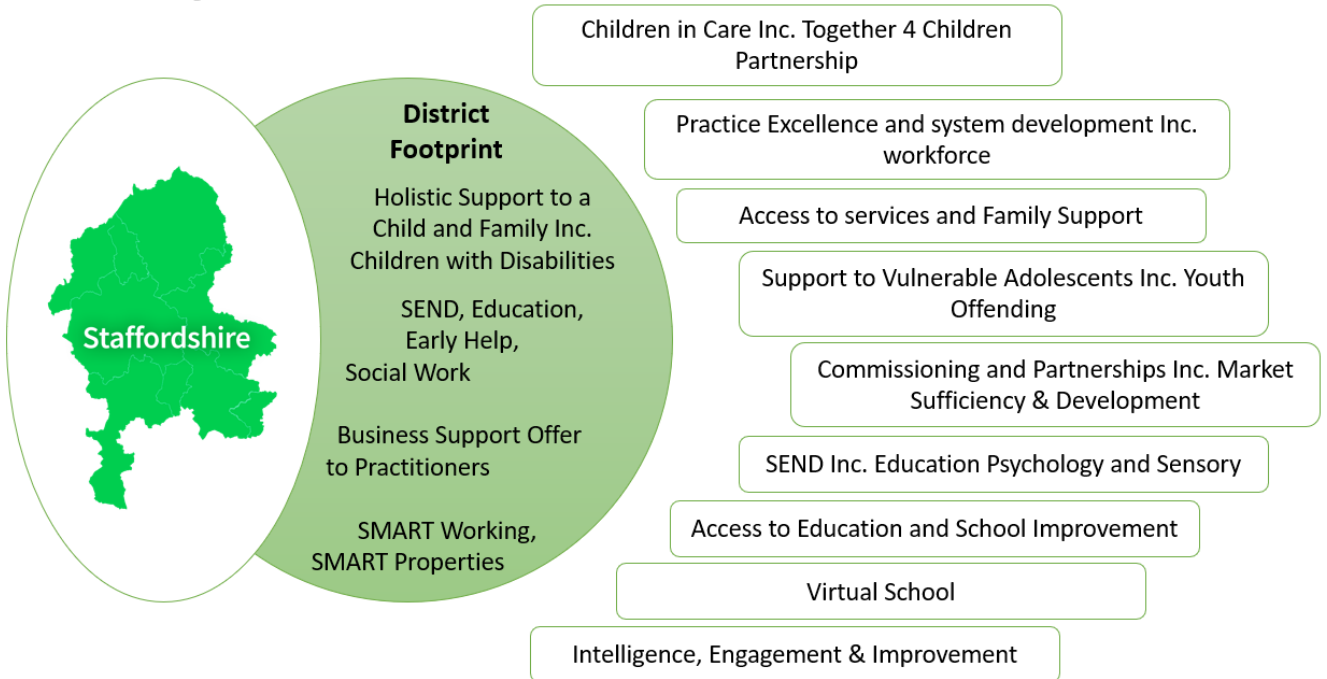 Staffordshire
District
Footprint
Holistic Support to a
Child and Family Inc.
Children with Disabilities
SEND, Education,
Early Help,
Social Work
Business Support Offer
to Practitioners
SMART Working,
SMART Properties
Children in Care Inc. Together 4 Children
Partnership
Practice Excellence and system development Inc.
workforce
Access to services and Family Support
Support to Vulnerable Adolescents Inc. Youth
Offending
Commissioning and Partnerships Inc. Market
Sufficiency & Development
SEND Inc. Education Psychology and Sensory
Access to Education and School Improvement
Virtual School
Intelligence, Engagement & Improvement